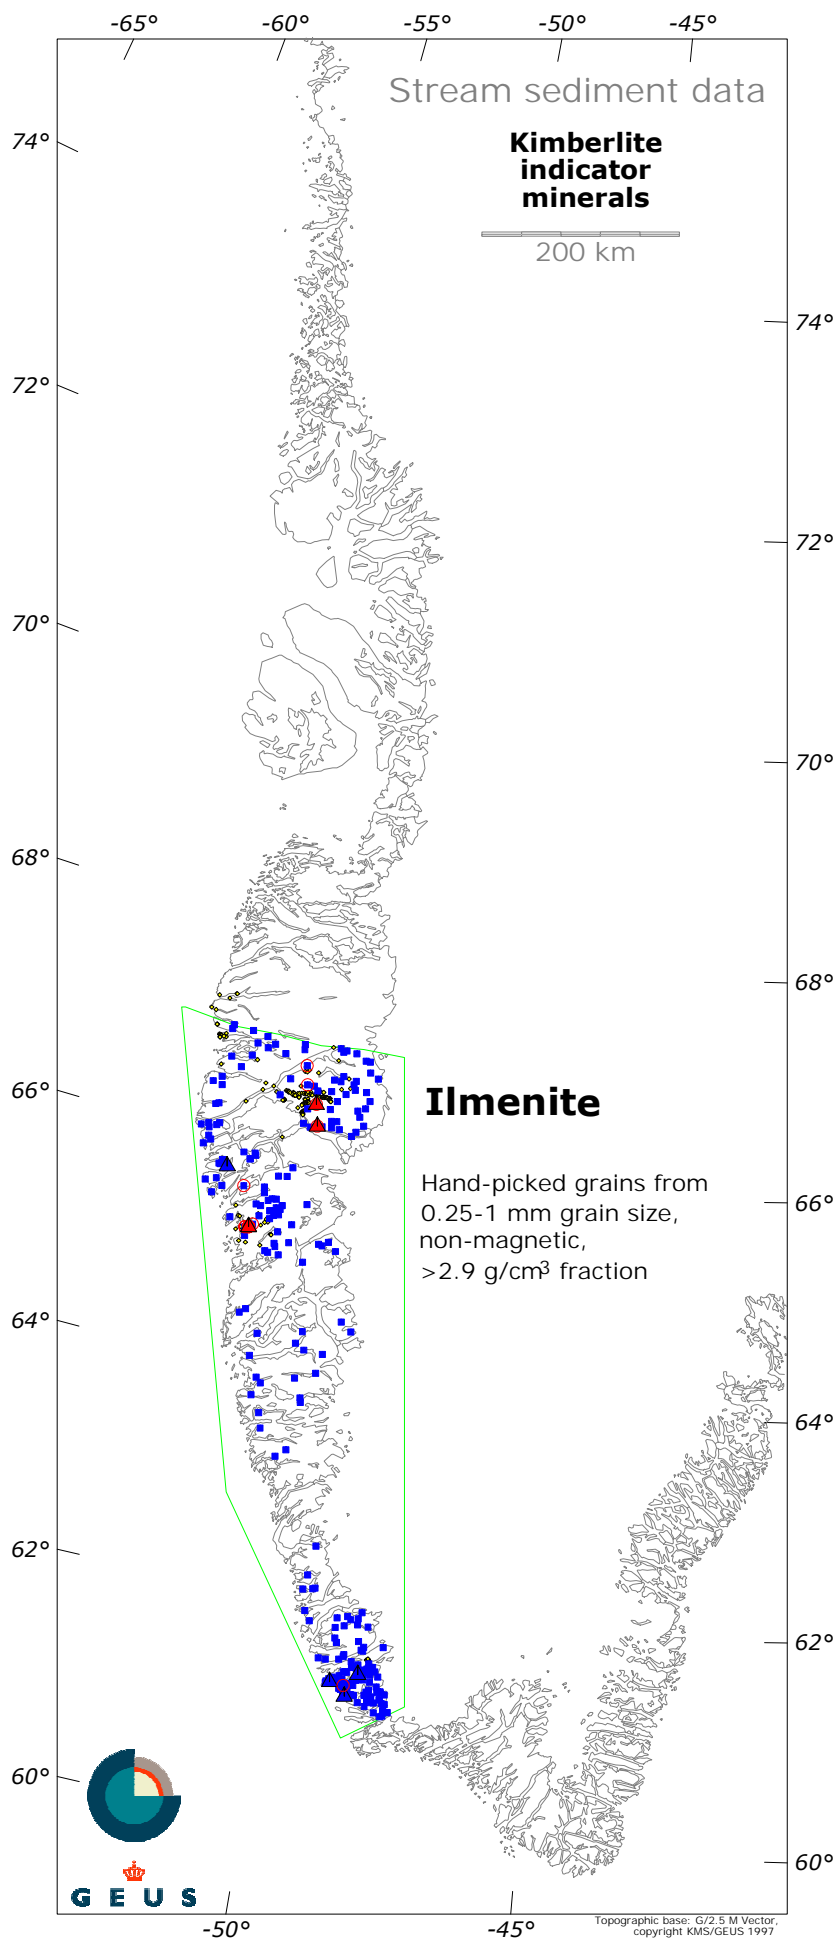 -65° -60° -55° -50° -45°
Stream sediment data
Kimberlite
indicator
minerals
200 km
74°
74°
72°
72°
70°
70°
68°
68°
66°
Ilmenite
Hand-picked grains from
0.25-1 mm grain size,
non-magnetic,
>2.9 g/cm³ fraction
66°
64°
64°
62°
62°
60°
60°
G E U S
-50° -45°
Topographic base: G/2.5 M Vector,
copyright KMS/GEUS 1997